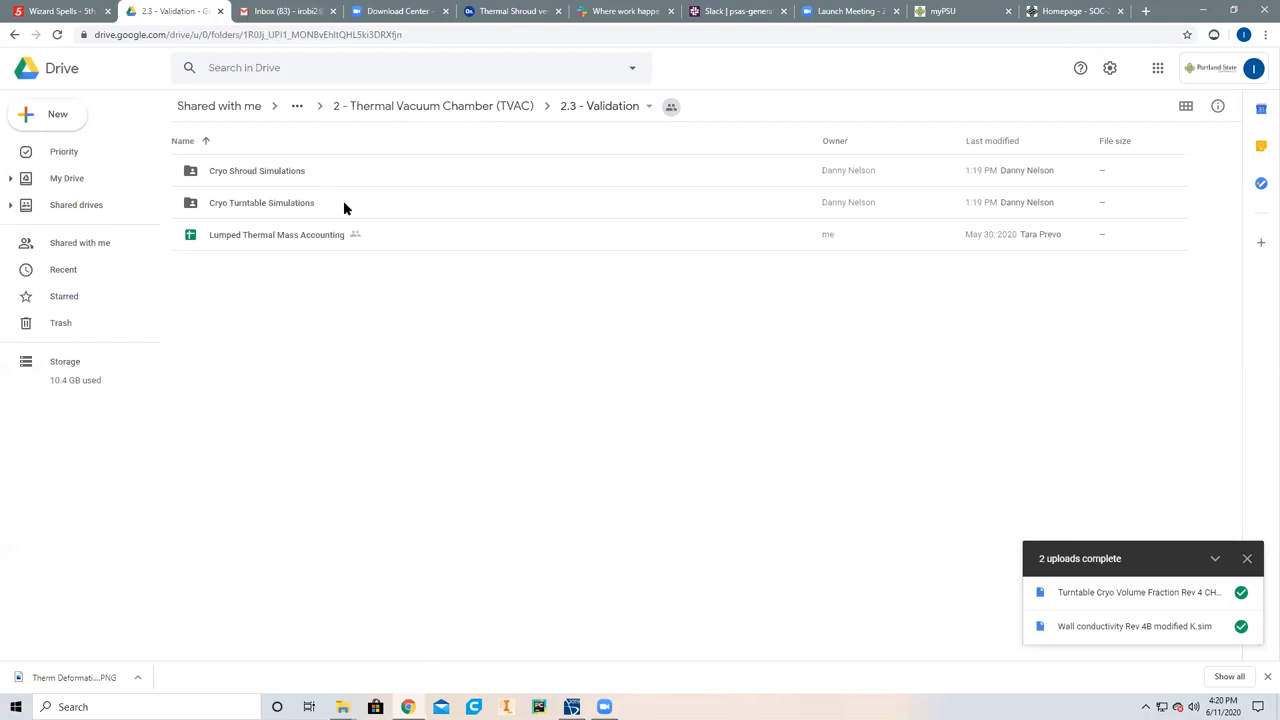 Wizard Spells - 5th
2.3 - Validation - G
Inbox (43) - irobi2
Download Center -
Thermal Shroud ve
Where work happe
Slack | psas-genera
Launch Meeting - Z
myPSU
Homepage - SOC-
drive.google.com/drive/u/0/folders/1R0Jj_UPl1_MONBvEhItQHL5ki3DRXfjn
I
Drive
Search in Drive
Portland State
I
New
Shared with me
2 - Thermal Vacuum Chamber (TVAC)
2.3 - Validation
Priority
My Drive
Shared drives
Shared with me
Recent
Starred
Trash
Storage
10.4 GB used
Name Owner Last modified File size
Cryo Shroud Simulations Danny Nelson 1:19 PM Danny Nelson —
Cryo Turntable Simulations Danny Nelson 1:19 PM Danny Nelson —
Lumped Thermal Mass Accounting me May 30, 2020 Tara Prevo —
2 uploads complete
Turntable Cryo Volume Fraction Rev 4 CH...
Wall conductivity Rev 4B modified K.sim
Therm Deformati....PNG
Show all
Search
4:20 PM
6/11/2020